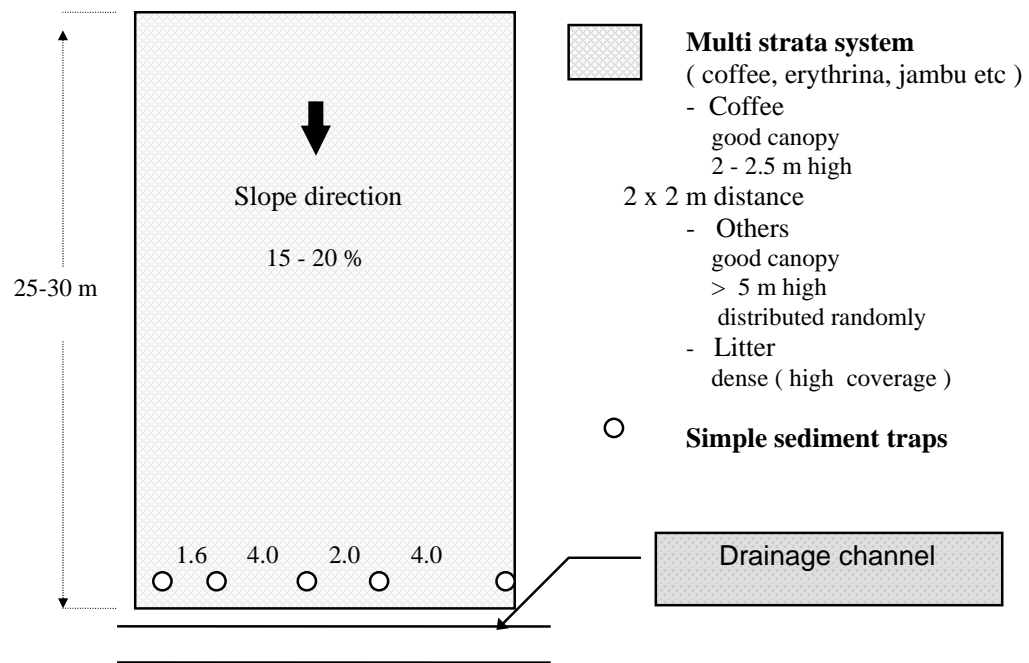 Slope direction
15 - 20 %
25-30 m
1.6 4.0 2.0 4.0
Multi strata system
( coffee, erythrina, jambu etc )
- Coffee
good canopy
2 - 2.5 m high
2 x 2 m distance
- Others
good canopy
> 5 m high
distributed randomly
- Litter
dense ( high coverage )
Simple sediment traps
Drainage channel